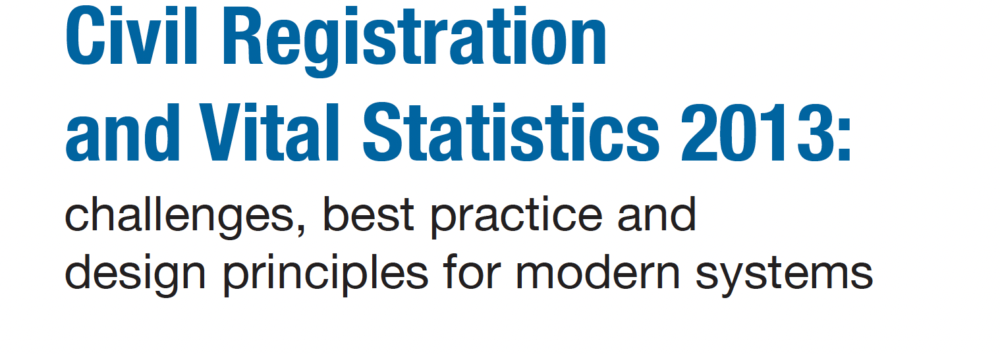 Civil Registration
and Vital Statistics 2013:
challenges, best practice and
design principles for modern systems